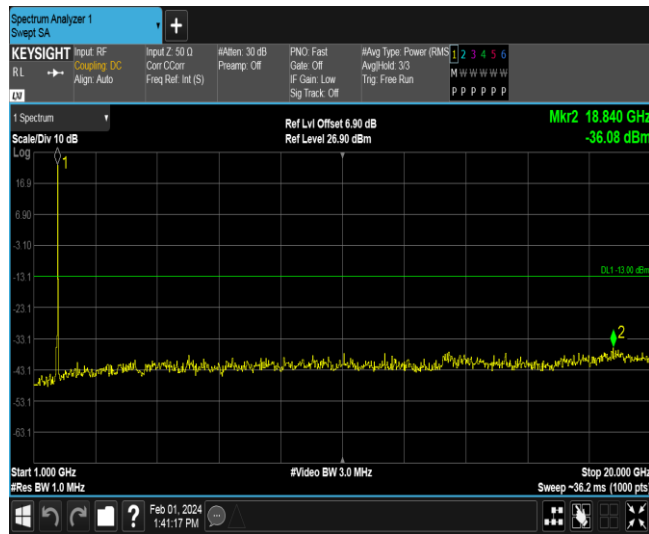 Spectrum Analyzer 1
Swept SA
+
KEYSIGHT Input: RF Input Z: 50 Ω #Atten: 30 dB PNO: Fast #Avg Type: Power (RMS 1 2 3 4 5 6
RL Coupling: DC Corr CCorr Preamp: Off Gate: Off Avg|Hold: 3/3 M W W W W W
Align: Auto Freq Ref: Int (S) IF Gain: Low Trig: Free Run
Sig Track: Off P P P P P P
LXI
1 Spectrum Ref Lvl Offset 6.90 dB Mkr2 18.840 GHz
Scale/Div 10 dB Ref Level 26.90 dBm -36.08 dBm
Log
1
16.9
6.90
-3.10
DL1 -13.00 dBm
-13.1
-23.1
2
-33.1
-43.1
-53.1
-63.1
Start 1.000 GHz #Video BW 3.0 MHz Stop 20.000 GHz
#Res BW 1.0 MHz Sweep ~36.2 ms (1000 pts)
? Feb 01, 2024
1:41:17 PM